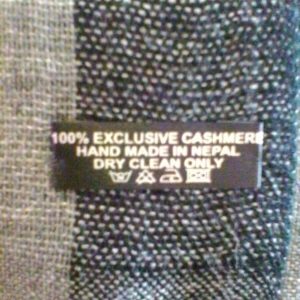 100% EXCLUSIVE CASHMERE
HAND MADE IN NEPAL
DRY CLEAN ONLY